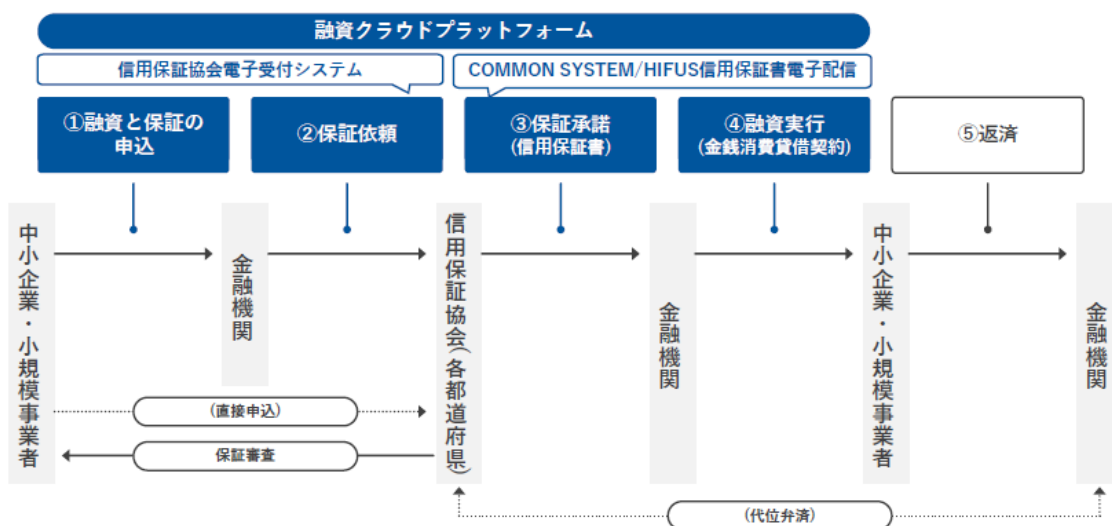 融資クラウドプラットフォーム
信用保証協会電子受付システム
COMMON SYSTEM/HIFUS信用保証書電子配信
①融資と保証の
申込
②保証依頼
③保証承諾
(信用保証書)
④融資実行
(金銭消費貸借契約)
⑤返済
中小企業・小規模事業者
金融機関
信用保証協会(各都道府県)
金融機関
中小企業・小規模事業者
金融機関
(直接申込)
保証審査
(代位弁済)